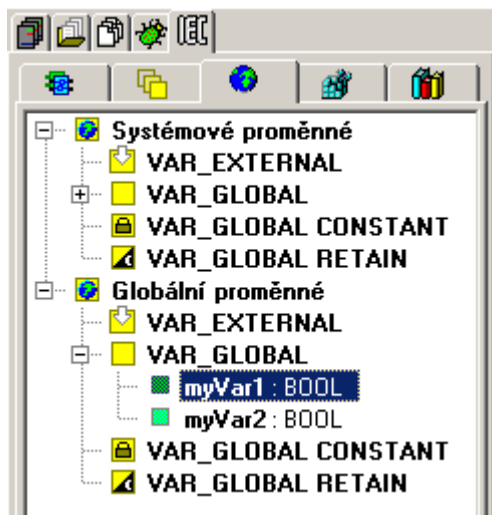 IEC
Systémové proměnné
VAR_EXTERNAL
VAR_GLOBAL
VAR_GLOBAL CONSTANT
VAR_GLOBAL RETAIN
Globální proměnné
VAR_EXTERNAL
VAR_GLOBAL
myVar1 : BOOL
myVar2 : BOOL
VAR_GLOBAL CONSTANT
VAR_GLOBAL RETAIN